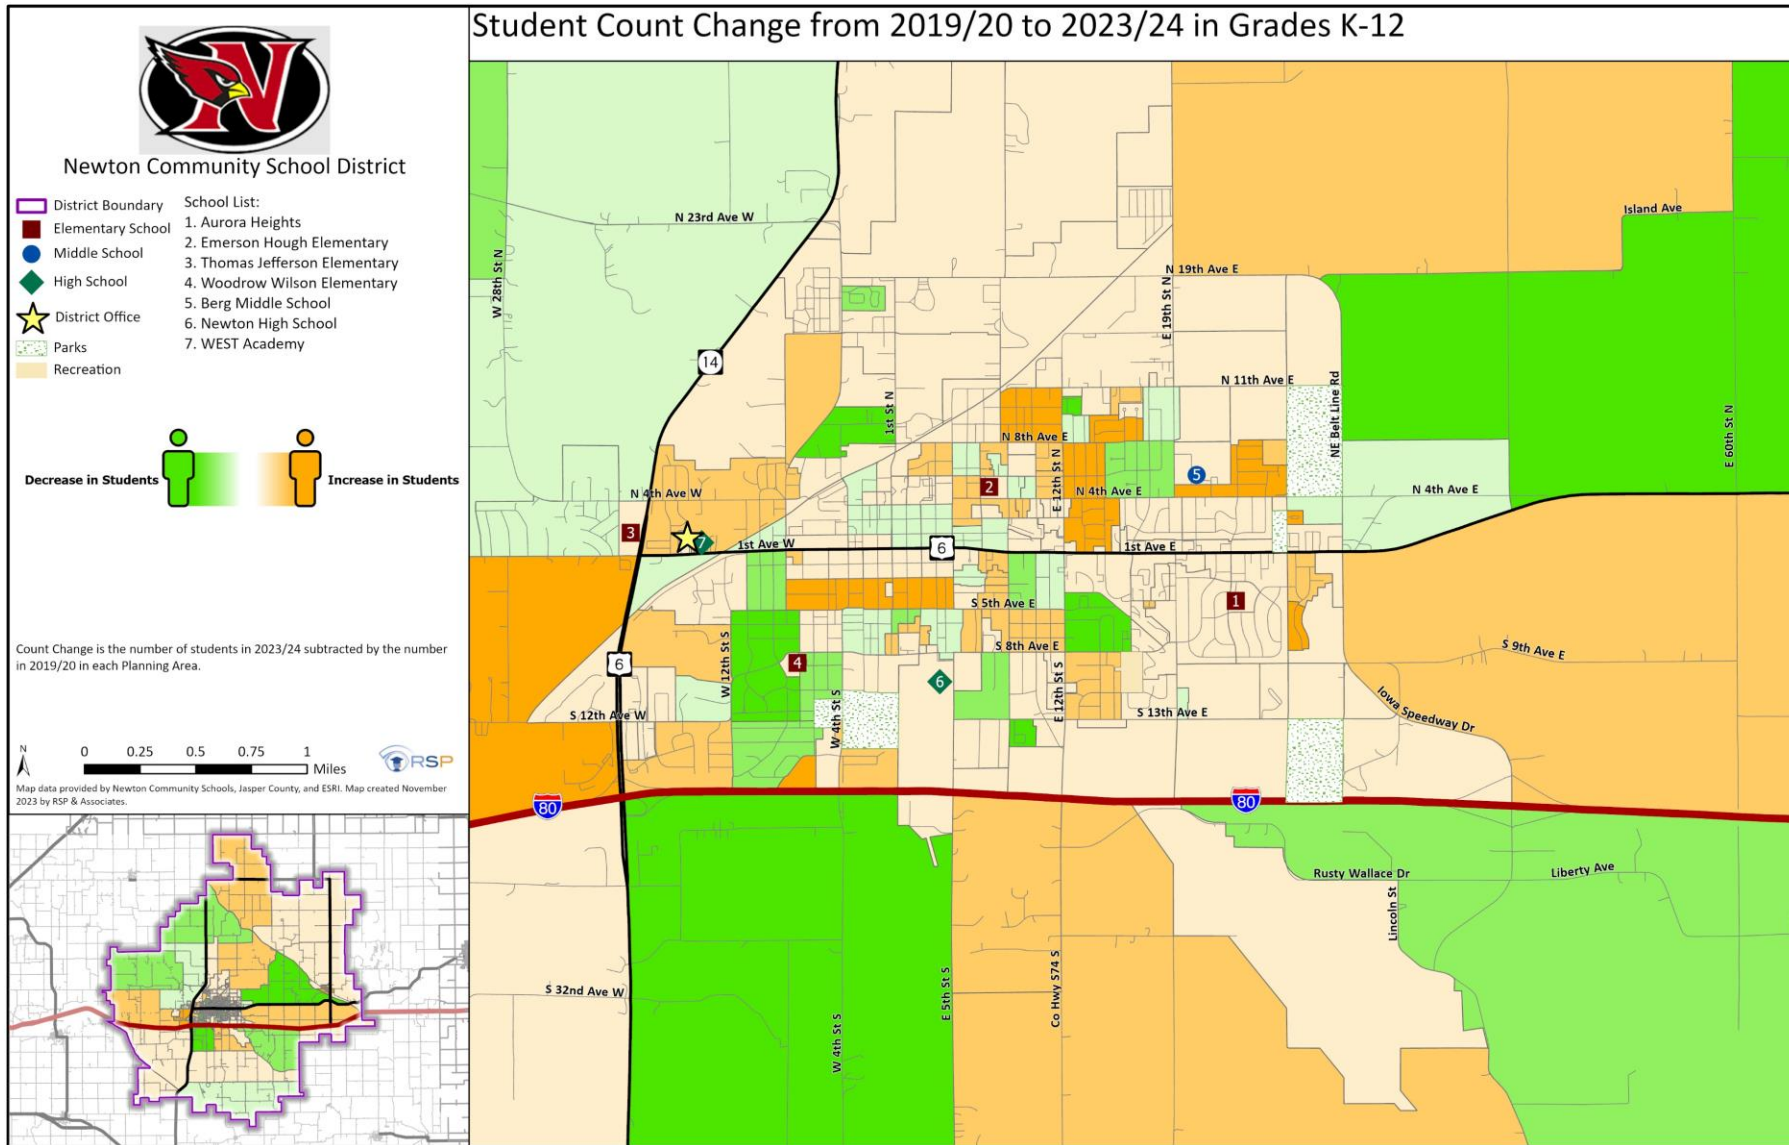 Student Count Change from 2019/20 to 2023/24 in Grades K-12
N
Newton Community School District
District Boundary
Elementary School
Middle School
High School
District Office
Parks
Recreation
School List:
1. Aurora Heights
2. Emerson Hough Elementary
3. Thomas Jefferson Elementary
4. Woodrow Wilson Elementary
5. Berg Middle School
6. Newton High School
7. WEST Academy
Decrease in Students
Increase in Students
Count Change is the number of students in 2023/24 subtracted by the number
in 2019/20 in each Planning Area.
N
0 0.25 0.5 0.75 1
Miles
RSP
Map data provided by Newton Community Schools, Jasper County, and ESRI. Map created November
2023 by RSP & Associates.
N 23rd Ave W
Island Ave
W 28th St N
N 19th Ave E
E 19th St N
14
N 11th Ave E
1st St N
NE Belt Line Rd
E 60th St N
N 8th Ave E
E 12th St N
5
2
N 4th Ave W
N 4th Ave E
N 4th Ave E
3
7
1st Ave W
6
1st Ave E
1
S 5th Ave E
S 8th Ave E
S 9th Ave E
W 12th St S
6
4
6
E 12th St S
W 4th St S
S 12th Ave W
S 13th Ave E
Iowa Speedway Dr
80
80
Rusty Wallace Dr
Liberty Ave
Lincoln St
S 32nd Ave W
E 5th St S
Co Hwy S74 S
W 4th St S